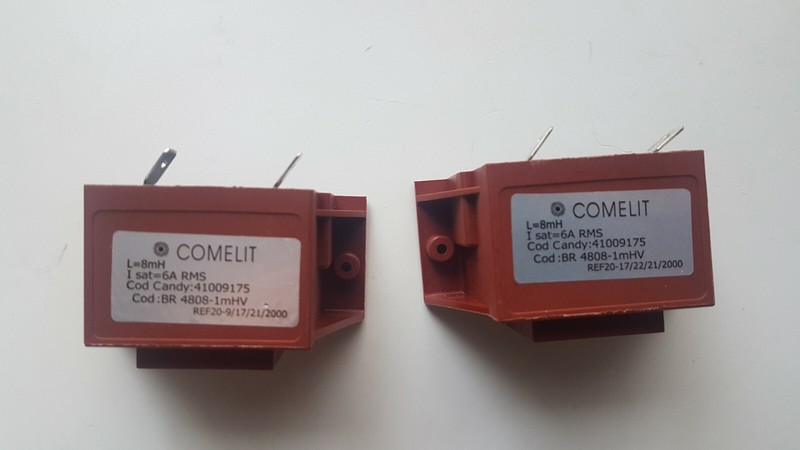 COMELIT
L=8mH
I sat=6A RMS
Cod Candy:41009175
Cod :BR 4808-1mHV
REF20-9/17/21/2000
COMELIT
L=8mH
I sat=6A RMS
Cod Candy:41009175
Cod :BR 4808-1mHV
REF20-17/22/21/2000